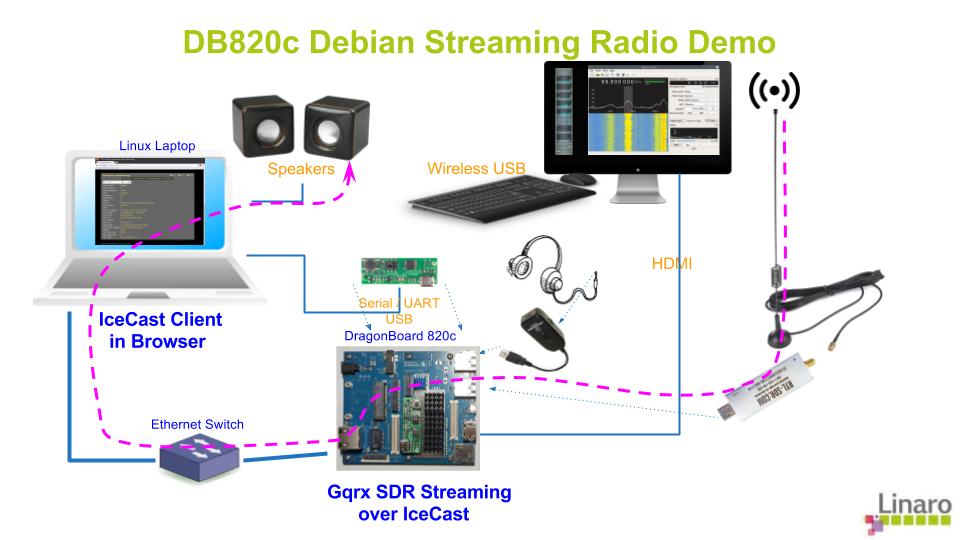 DB820c Debian Streaming Radio Demo
Linux Laptop
Speakers
Wireless USB
HDMI
Serial / UART
USB
DragonBoard 820c
IceCast Client
in Browser
RTL-SDR.COM
Ethernet Switch
Gqrx SDR Streaming
over IceCast
Linaro